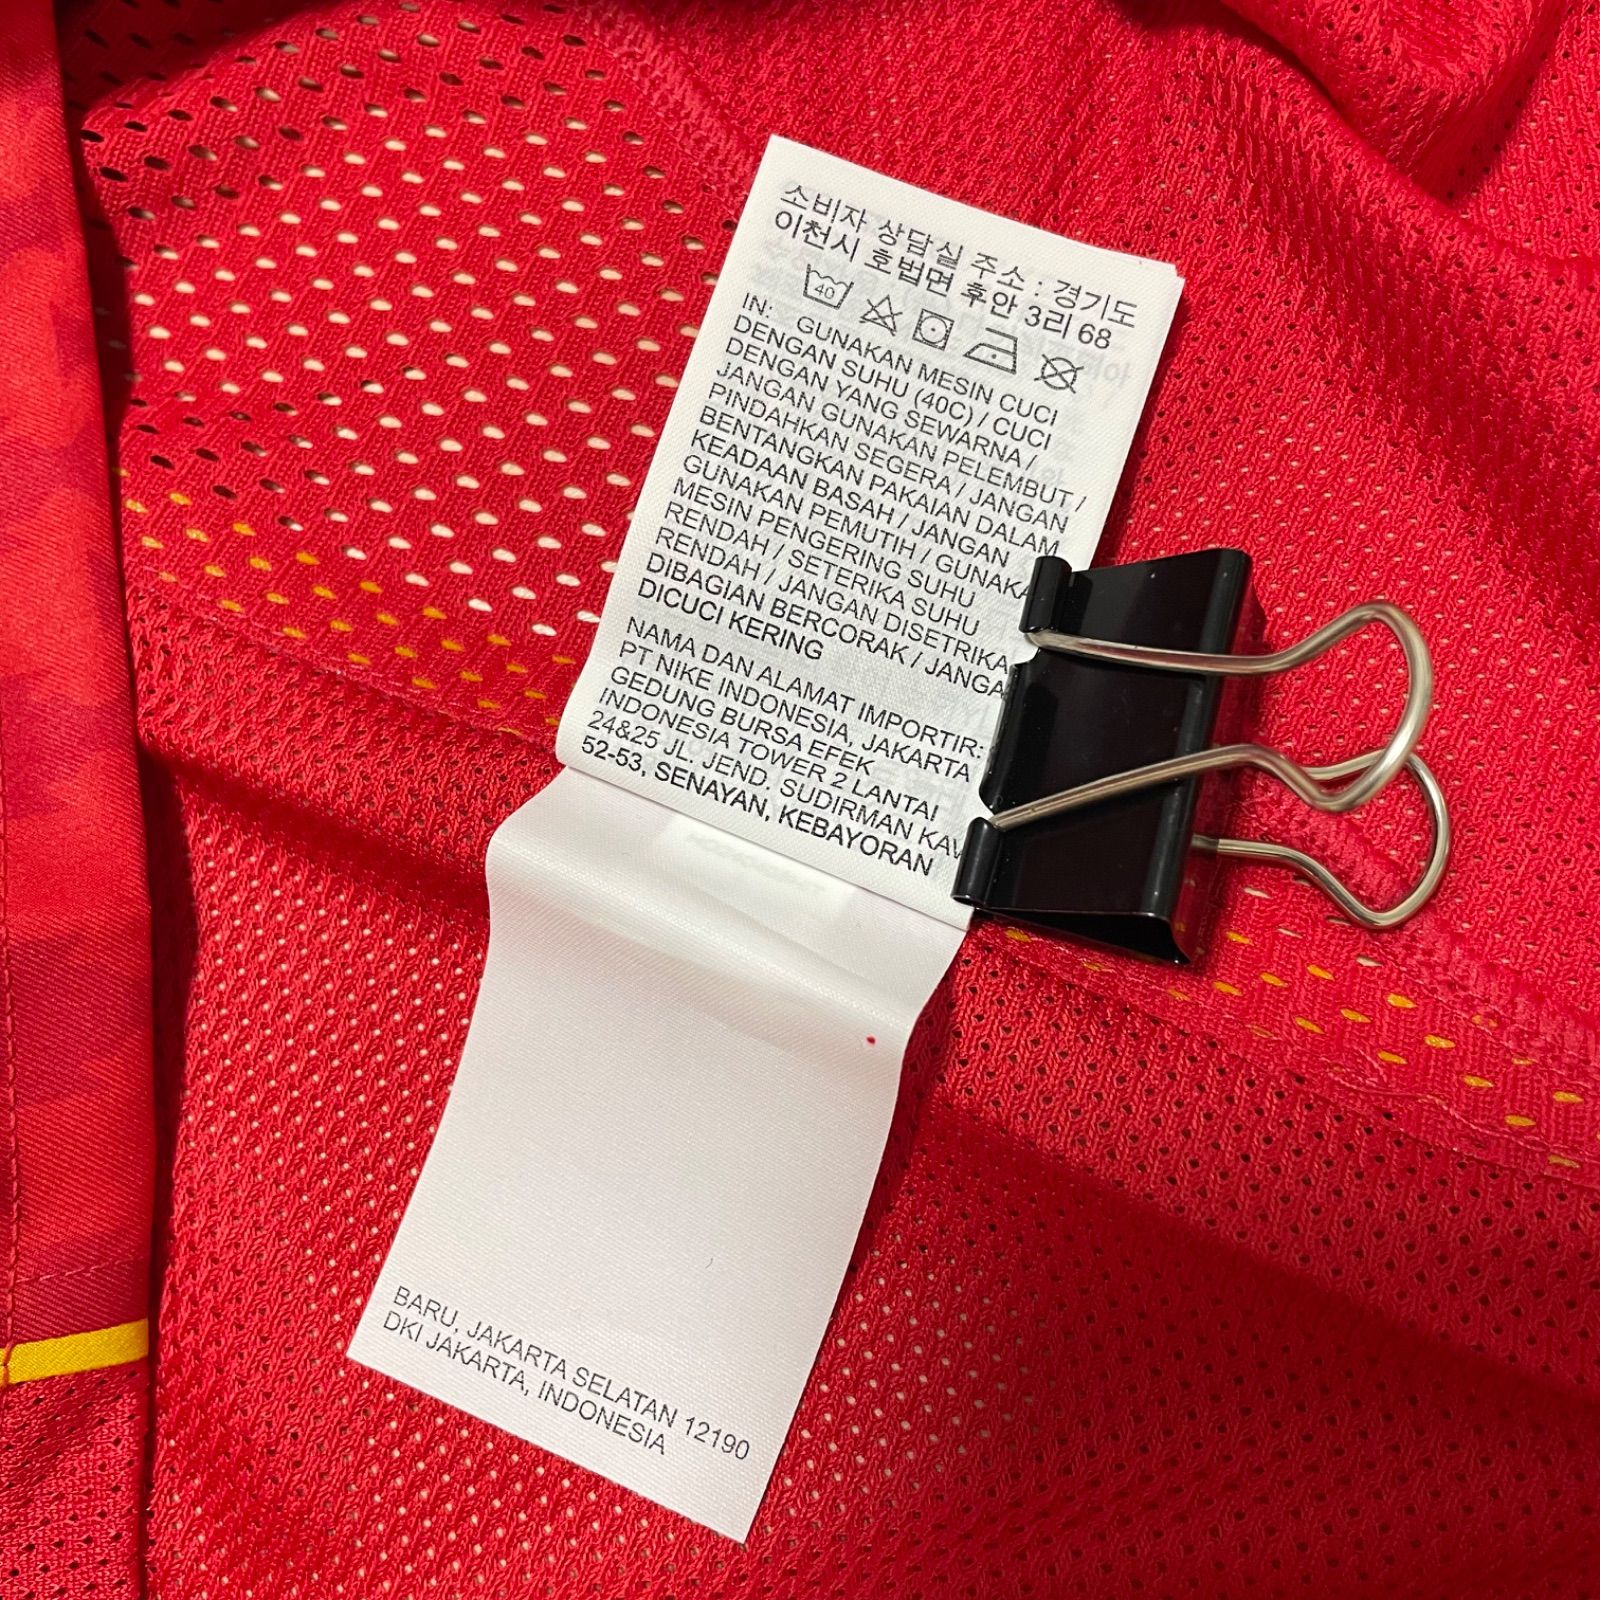 소비자 상담실 주소 : 경기도
이천시 호법면 후안 3리 68
40
IN: GUNAKAN MESIN CUCI
DENGAN SUHU (40C) / CUCI
DENGAN YANG SEWARNA /
JANGAN GUNAKAN PELEMBUT /
PINDAHKAN SEGERA / JANGAN
BENTANGKAN PAKAIAN DALAM
KEADAAN BASAH / JANGAN
GUNAKAN PEMUTIH / GUNAKA
MESIN PENGERING SUHU
RENDAH / SETERIKA SUHU
RENDAH / JANGAN DISETRIKA
DIBAGIAN BERCORAK / JANGA
DICUCI KERING
NAMA DAN ALAMAT IMPORTIR:
PT NIKE INDONESIA, JAKARTA
GEDUNG BURSA EFEK
INDONESIA TOWER 2 LANTAI
24&25 JL. JEND. SUDIRMAN KAV
52-53, SENAYAN, KEBAYORAN
BARU, JAKARTA SELATAN 12190
DKI JAKARTA, INDONESIA